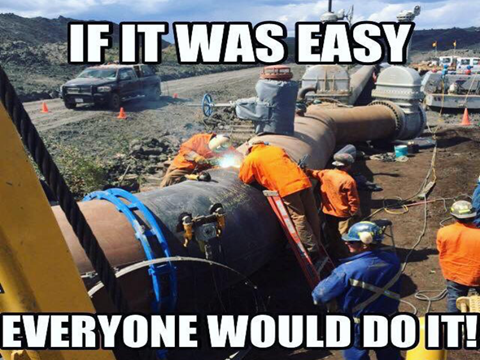 IF IT WAS EASY
EVERYONE WOULD DO IT!